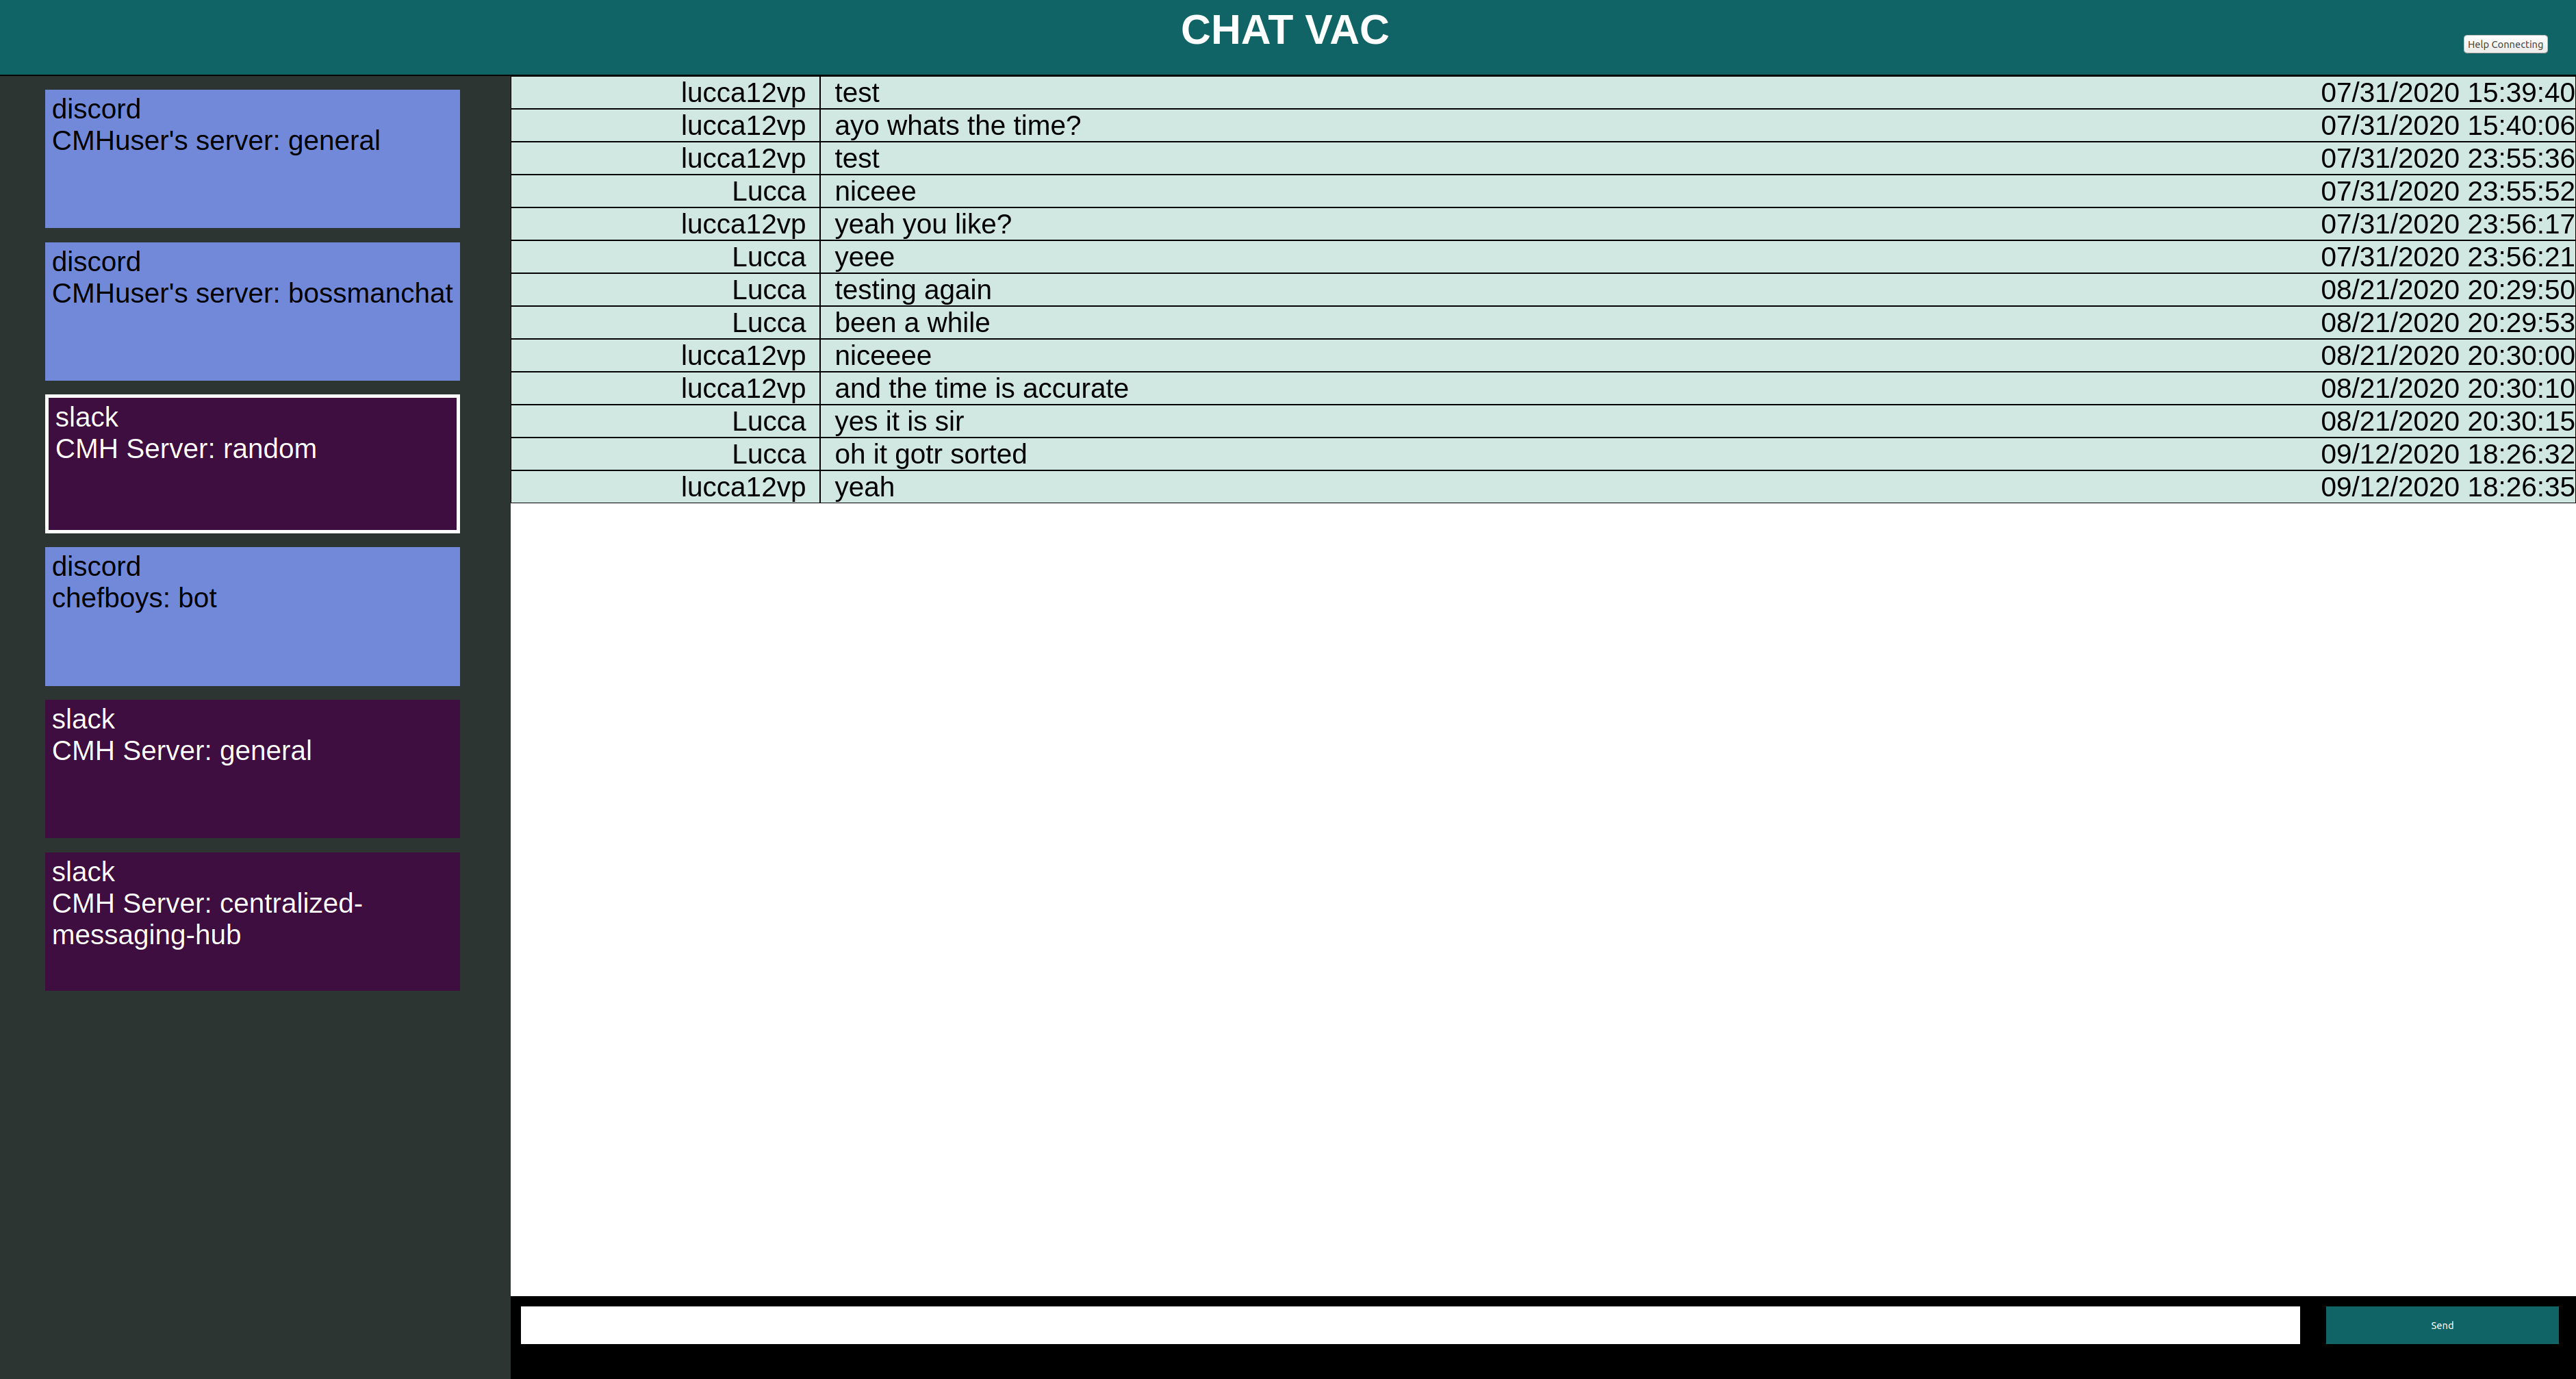 CHAT VAC
Help Connecting
discord
CMHuser's server: general
discord
CMHuser's server: bossmanchat
slack
CMH Server: random
discord
chefboys: bot
slack
CMH Server: general
slack
CMH Server: centralized-
messaging-hub
lucca12vp test 07/31/2020 15:39:40
lucca12vp ayo whats the time? 07/31/2020 15:40:06
lucca12vp test 07/31/2020 23:55:36
Lucca niceee 07/31/2020 23:55:52
lucca12vp yeah you like? 07/31/2020 23:56:17
Lucca yeee 07/31/2020 23:56:21
Lucca testing again 08/21/2020 20:29:50
Lucca been a while 08/21/2020 20:29:53
lucca12vp niceeee 08/21/2020 20:30:00
lucca12vp and the time is accurate 08/21/2020 20:30:10
Lucca yes it is sir 08/21/2020 20:30:15
Lucca oh it gotr sorted 09/12/2020 18:26:32
lucca12vp yeah 09/12/2020 18:26:35
Send